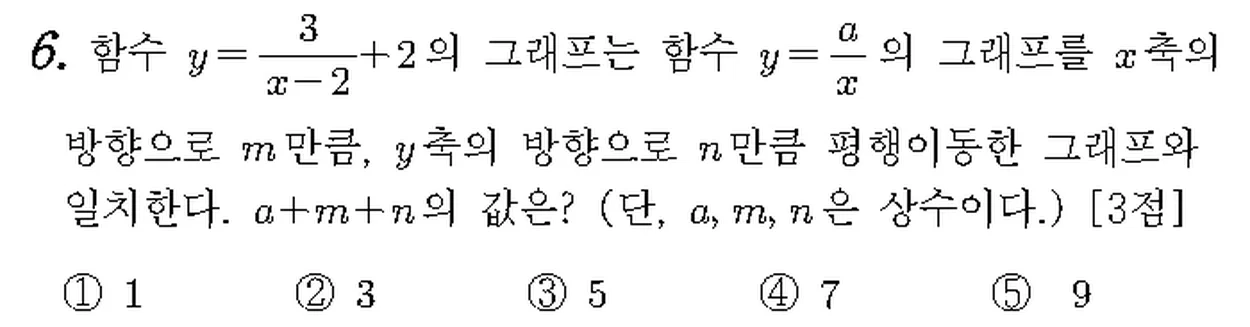 6. 함수 y=3/(x-2)+2의 그래프는 함수 y=a/x의 그래프를 x축의
방향으로 m만큼, y축의 방향으로 n만큼 평행이동한 그래프와
일치한다. a+m+n의 값은? (단, a, m, n은 상수이다.) [3점]
① 1 ② 3 ③ 5 ④ 7 ⑤ 9